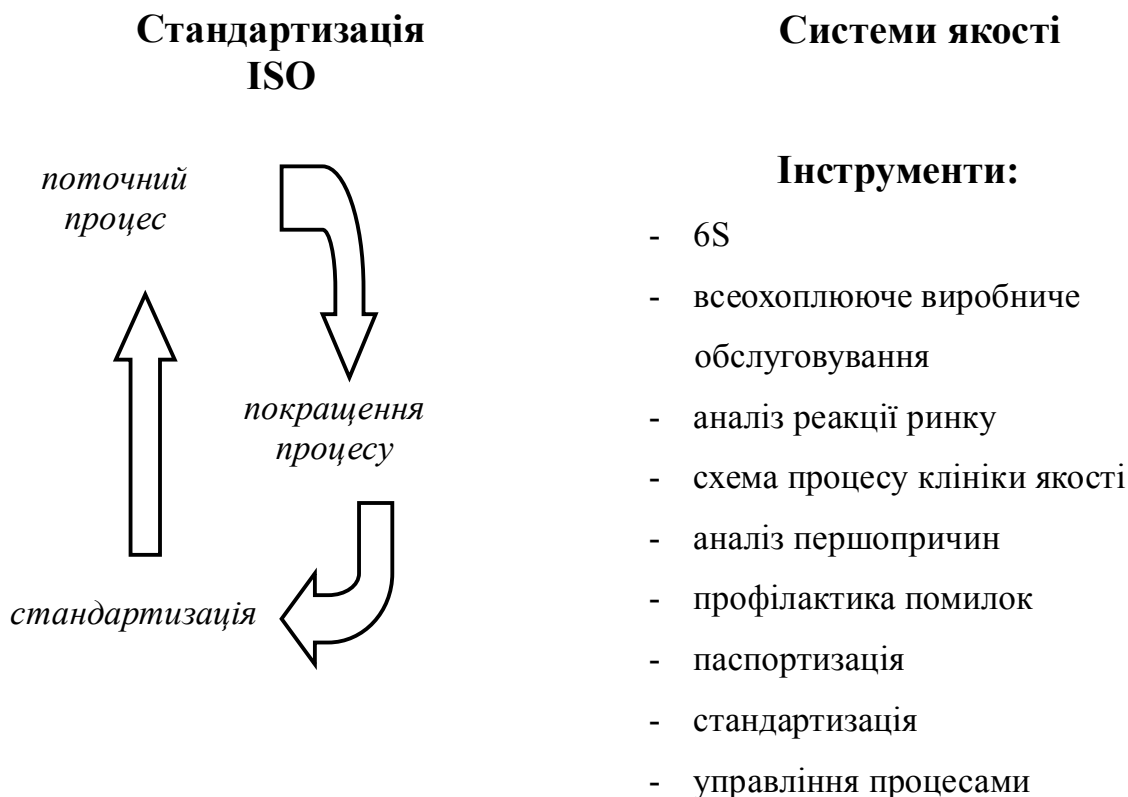 Стандартизація
ISO
поточний
процес
покращення
процесу
стандартизація
Системи якості
Інструменти:
- 6S
- всеохоплююче виробниче
обслуговування
- аналіз реакції ринку
- схема процесу клініки якості
- аналіз першопричин
- профілактика помилок
- паспортизація
- стандартизація
- управління процесами